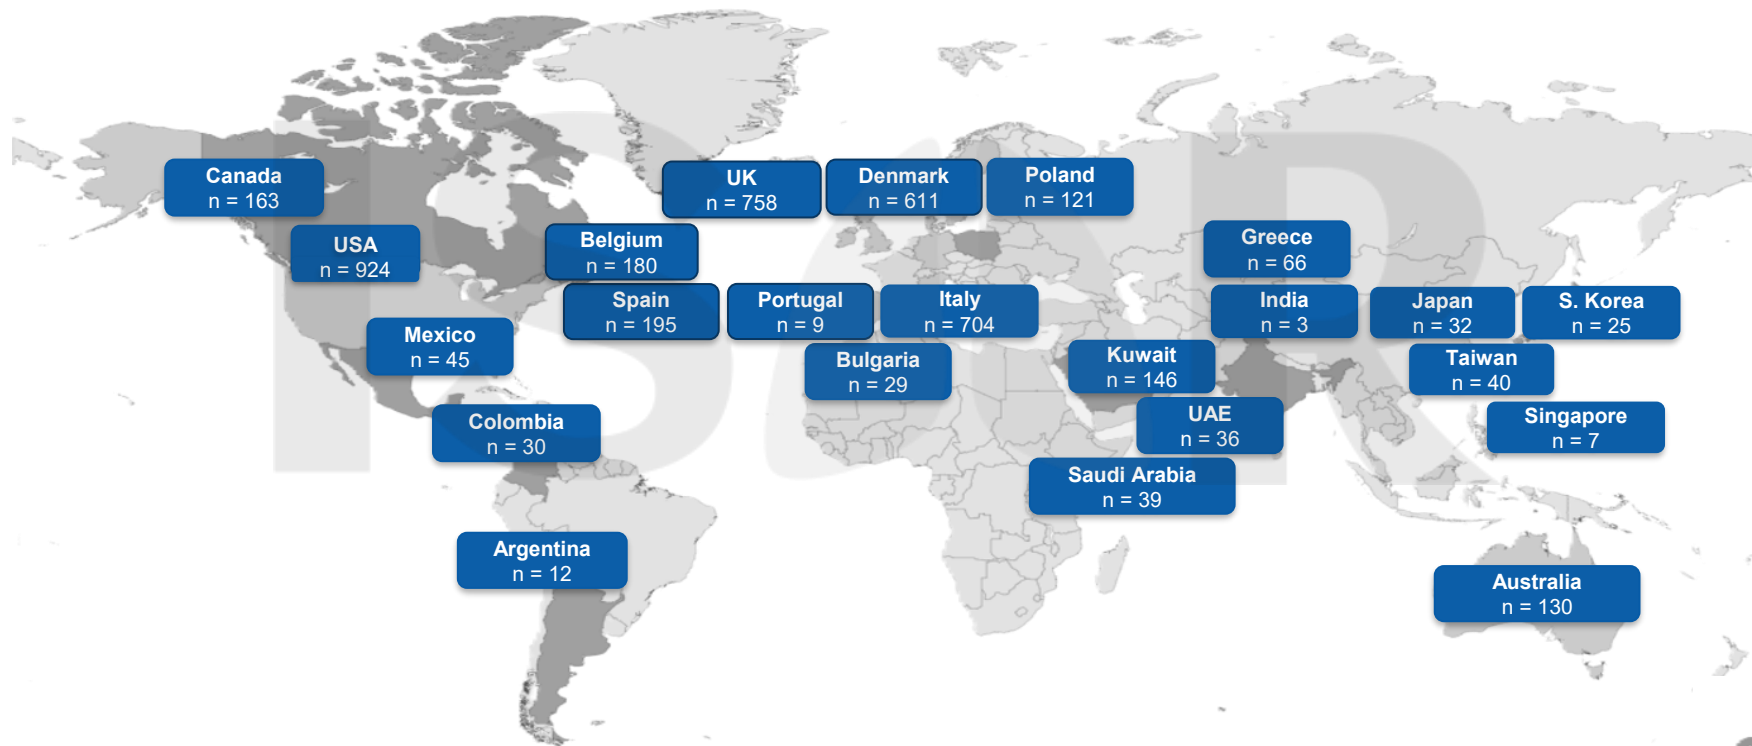 ISAR
Canada
n = 163
UK
n = 758
Denmark
n = 611
Poland
n = 121
USA
n = 924
Belgium
n = 180
Greece
n = 66
Spain
n = 195
Portugal
n = 9
Italy
n = 704
India
n = 3
Japan
n = 32
S. Korea
n = 25
Mexico
n = 45
Bulgaria
n = 29
Kuwait
n = 146
Taiwan
n = 40
Colombia
n = 30
UAE
n = 36
Singapore
n = 7
Saudi Arabia
n = 39
Argentina
n = 12
Australia
n = 130